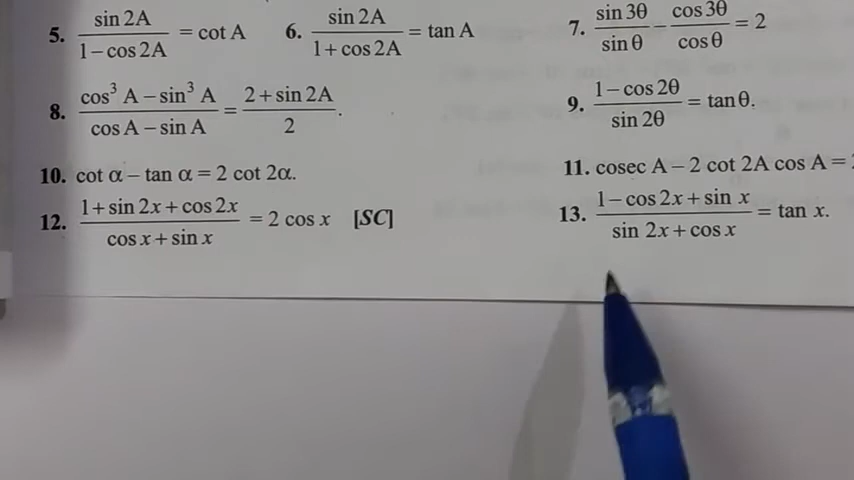 5. sin 2A / 1 – cos 2A = cot A
6. sin 2A / 1 + cos 2A = tan A
7. sin 3θ / sin θ – cos 3θ / cos θ = 2
8. cos³ A – sin³ A / cos A – sin A = 2 + sin 2A / 2.
9. 1 – cos 2θ / sin 2θ = tan θ.
10. cot α – tan α = 2 cot 2α.
11. cosec A – 2 cot 2A cos A =
12. 1 + sin 2x + cos 2x / cos x + sin x = 2 cos x [SC]
13. 1 – cos 2x + sin x / sin 2x + cos x = tan x.